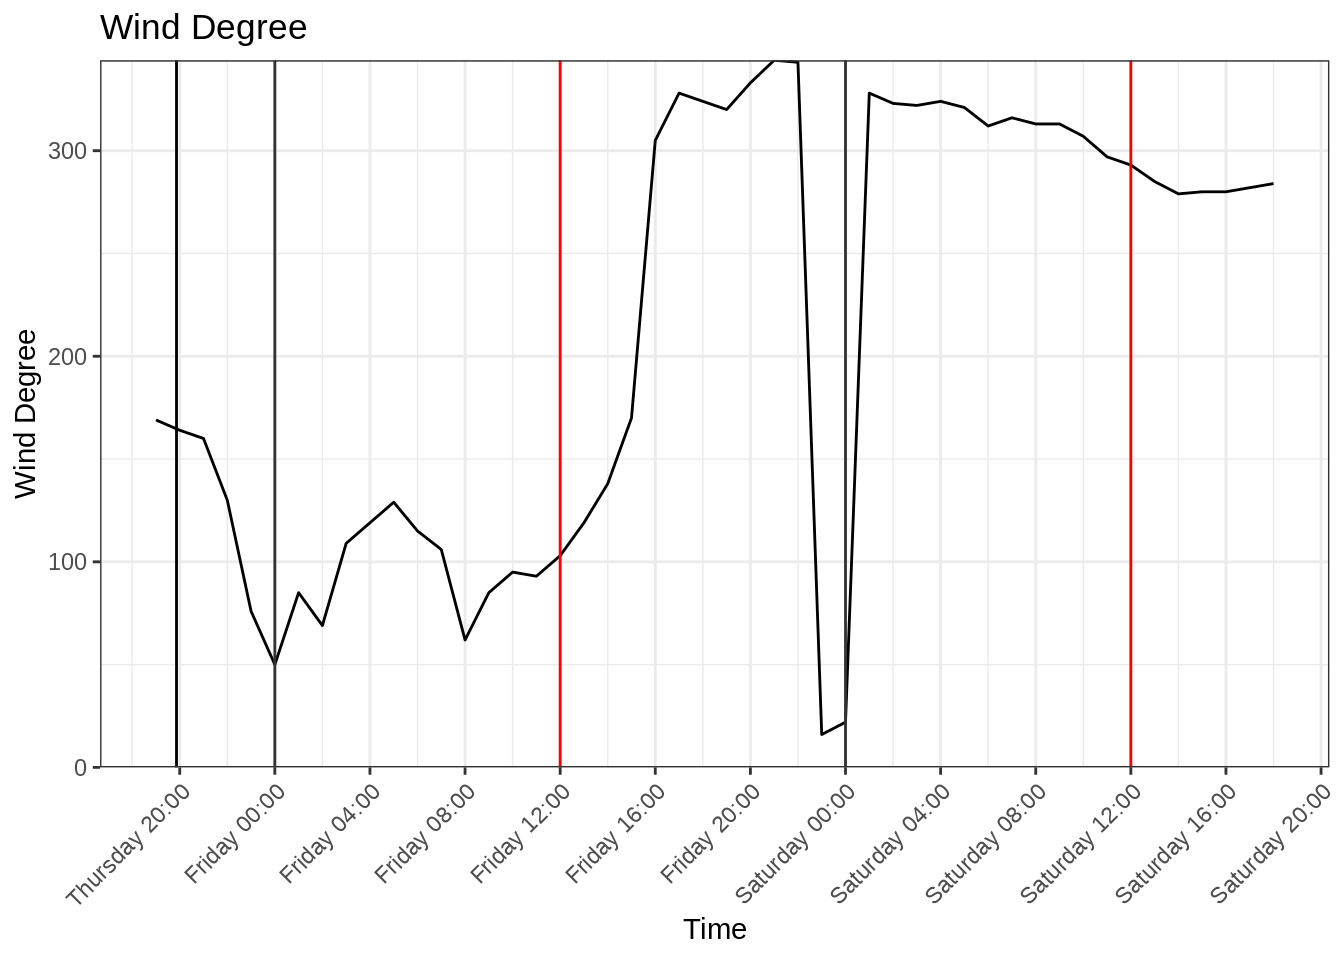 Wind Degree
Wind Degree
300
200
100
0
Thursday 20:00
Friday 00:00
Friday 04:00
Friday 08:00
Friday 12:00
Friday 16:00
Friday 20:00
Saturday 00:00
Saturday 04:00
Saturday 08:00
Saturday 12:00
Saturday 16:00
Saturday 20:00
Time